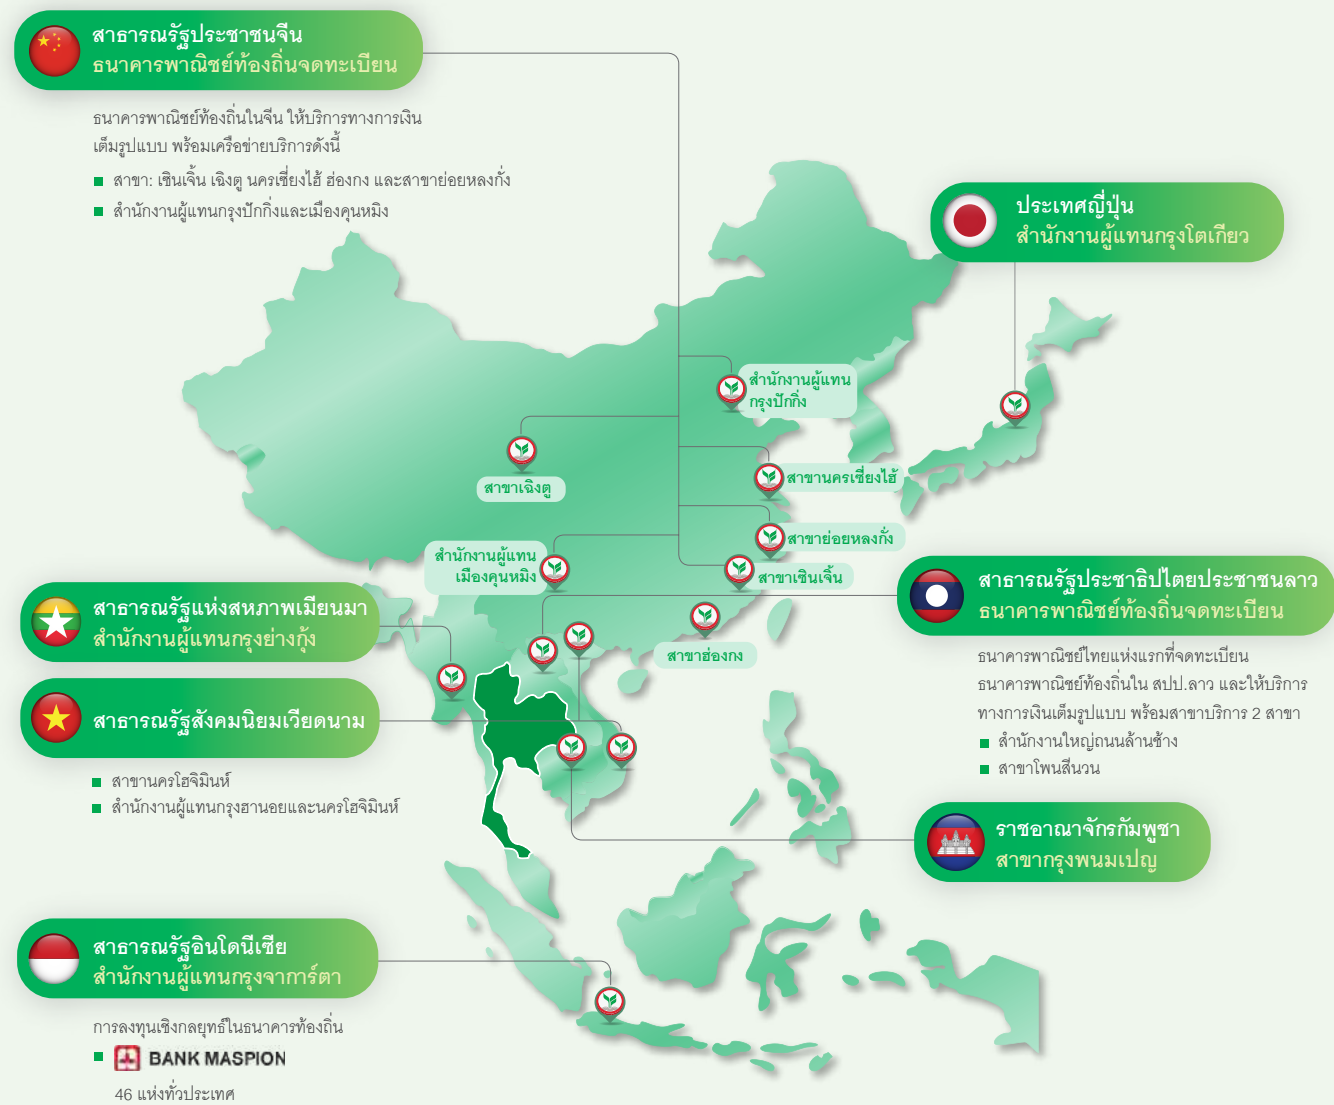 สาธารณรัฐประชาชนจีน
ธนาคารพาณิชย์ท้องถิ่นจดทะเบียน
ธนาคารพาณิชย์ท้องถิ่นในจีน ให้บริการทางการเงิน
เต็มรูปแบบ พร้อมเครือข่ายบริการดังนี้
สาขา: เซินเจิ้น เฉิงตู นครเซี่ยงไฮ้ ฮ่องกง และสาขาย่อยหลงกั่ง
สำนักงานผู้แทนกรุงปักกิ่งและเมืองคุนหมิง
ประเทศญี่ปุ่น
สำนักงานผู้แทนกรุงโตเกียว
สำนักงานผู้แทน
กรุงปักกิ่ง
สาขาเฉิงตู
สาขานครเซี่ยงไฮ้
สาขาย่อยหลงกั่ง
สำนักงานผู้แทน
เมืองคุนหมิง
สาขาเซินเจิ้น
สาขาฮ่องกง
สาธารณรัฐแห่งสหภาพเมียนมา
สำนักงานผู้แทนกรุงย่างกุ้ง
สาธารณรัฐสังคมนิยมเวียดนาม
สาขานครโฮจิมินห์
สำนักงานผู้แทนกรุงฮานอยและนครโฮจิมินห์
สาธารณรัฐประชาธิปไตยประชาชนลาว
ธนาคารพาณิชย์ท้องถิ่นจดทะเบียน
ธนาคารพาณิชย์ไทยแห่งแรกที่จดทะเบียน
ธนาคารพาณิชย์ท้องถิ่นใน สปป.ลาว และให้บริการ
ทางการเงินเต็มรูปแบบ พร้อมสาขาบริการ 2 สาขา
สำนักงานใหญ่ถนนล้านช้าง
สาขาโพนสีนวน
ราชอาณาจักรกัมพูชา
สาขากรุงพนมเปญ
สาธารณรัฐอินโดนีเซีย
สำนักงานผู้แทนกรุงจาการ์ตา
การลงทุนเชิงกลยุทธ์ในธนาคารท้องถิ่น
BANK MASPION
46 แห่งทั่วประเทศ